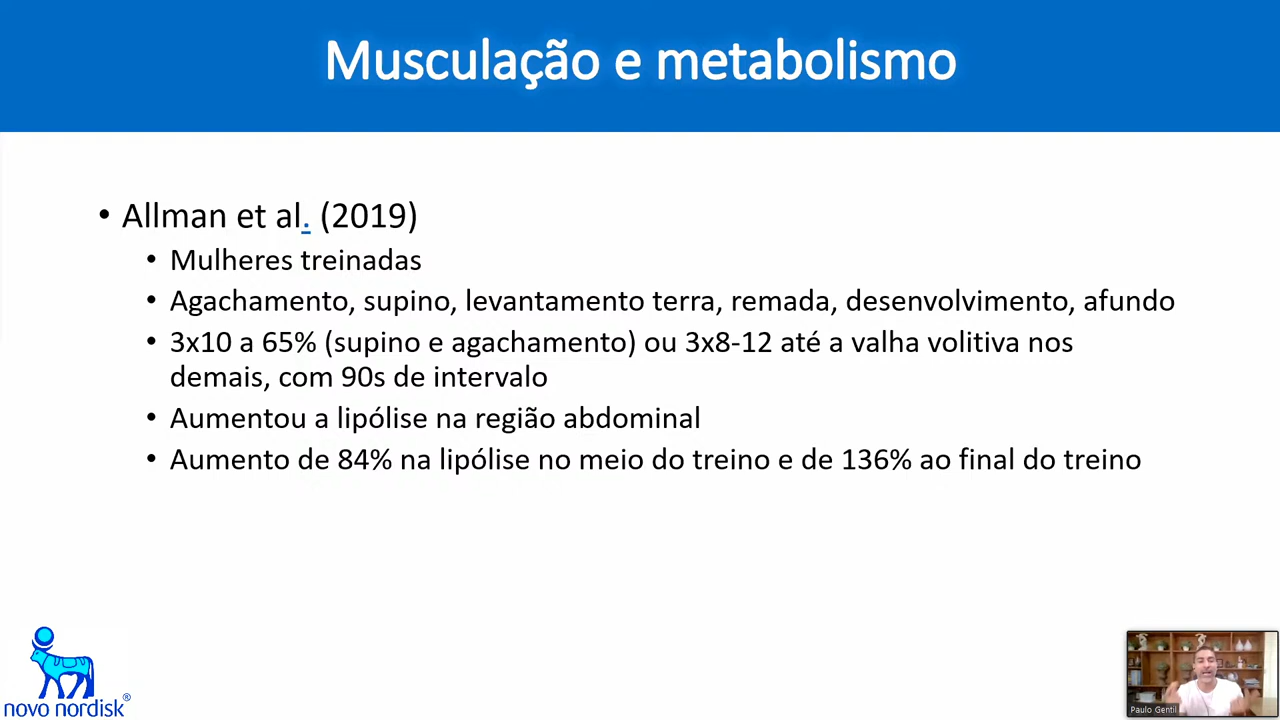 Musculação e metabolismo
• Allman et al. (2019)
• Mulheres treinadas
• Agachamento, supino, levantamento terra, remada, desenvolvimento, afundo
• 3x10 a 65% (supino e agachamento) ou 3x8-12 até a valha volitiva nos
demais, com 90s de intervalo
• Aumentou a lipólise na região abdominal
• Aumento de 84% na lipólise no meio do treino e de 136% ao final do treino
novo nordisk®
Paulo Gentil